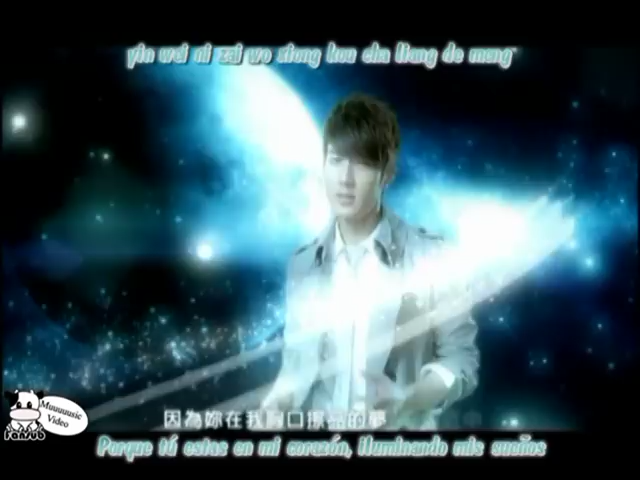 yin wei ni zai wo xiong kou cha liang de meng~
因為妳在我胸口擦亮的夢
Muuuuusic
Video
Fansub
Porque tú estas en mi corazón, Iluminando mis sueños